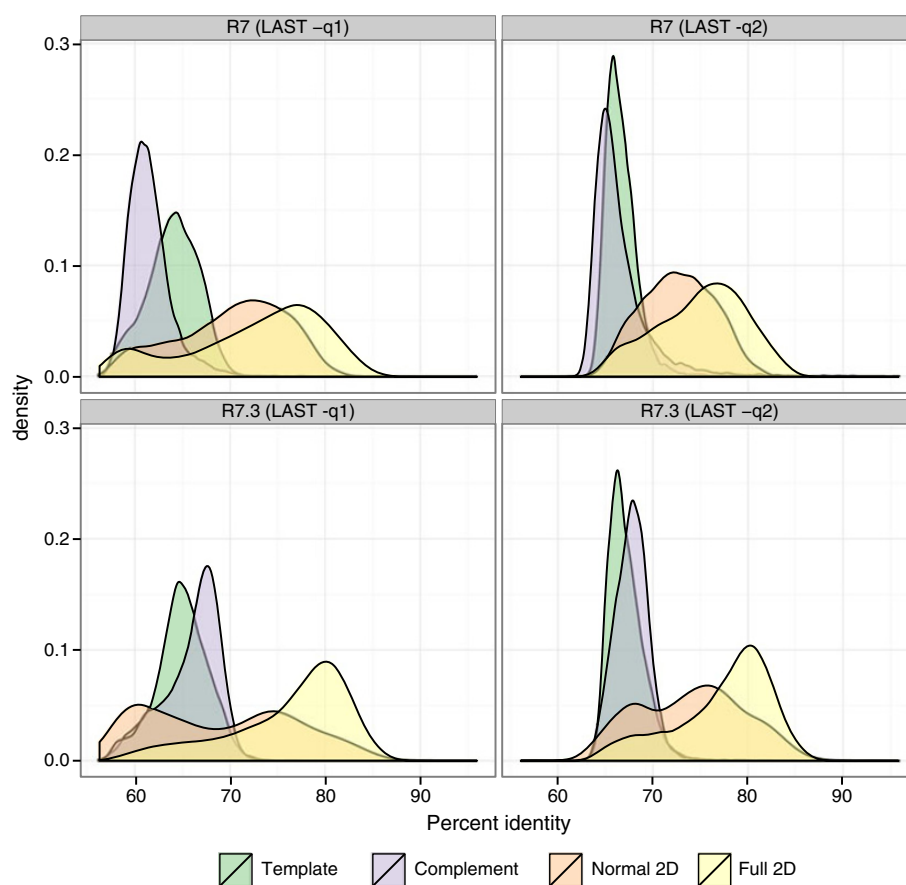 R7 (LAST −q1)
R7 (LAST -q2)
0.3
0.2
0.1
0.0
R7.3 (LAST -q1)
R7.3 (LAST −q2)
0.3
0.2
0.1
0.0
density
60 70 80 90
60 70 80 90
Percent identity
Template Complement Normal 2D Full 2D